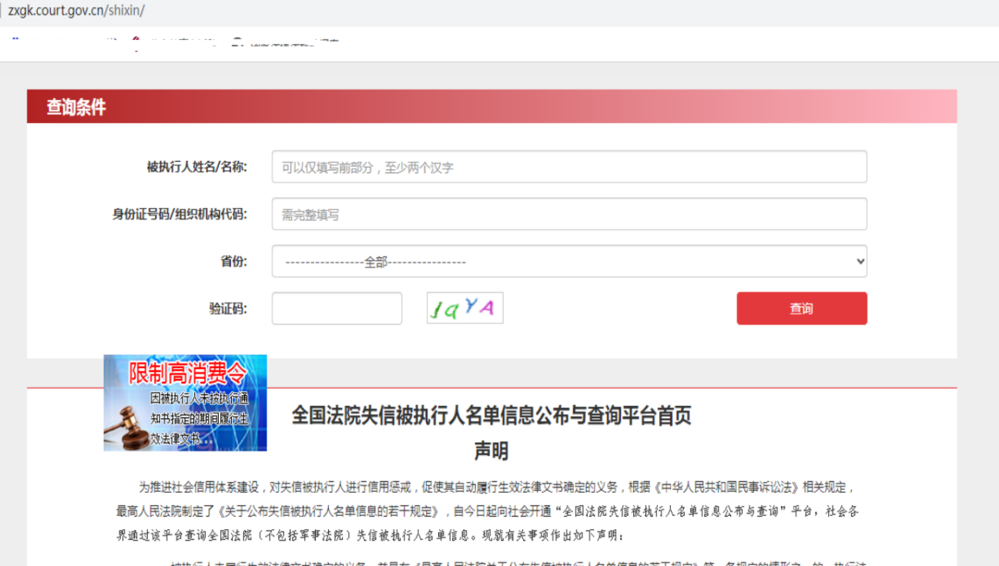 zxgk.court.gov.cn/shixin/
查询条件
被执行人姓名/名称:
可以仅填写前部分，至少两个汉字
身份证号码/组织机构代码:
需完整填写
省份:
----------------全部----------------
验证码:
JaYA
查询
限制高消费令
因被执行人未按执行通
知书指定的期间履行生
效法律文书...
全国法院失信被执行人名单信息公布与查询平台首页
声明
为推进社会信用体系建设，对失信被执行人进行信用惩戒，促使其自动履行生效法律文书确定的义务，根据《中华人民共和国民事诉讼法》相关规定，
最高人民法院制定了《关于公布失信被执行人名单信息的若干规定》，自今日起向社会开通“全国法院失信被执行人名单信息公布与查询”平台，社会各
界通过该平台查询全国法院（不包括军事法院）失信被执行人名单信息。现就有关事项作出如下声明：